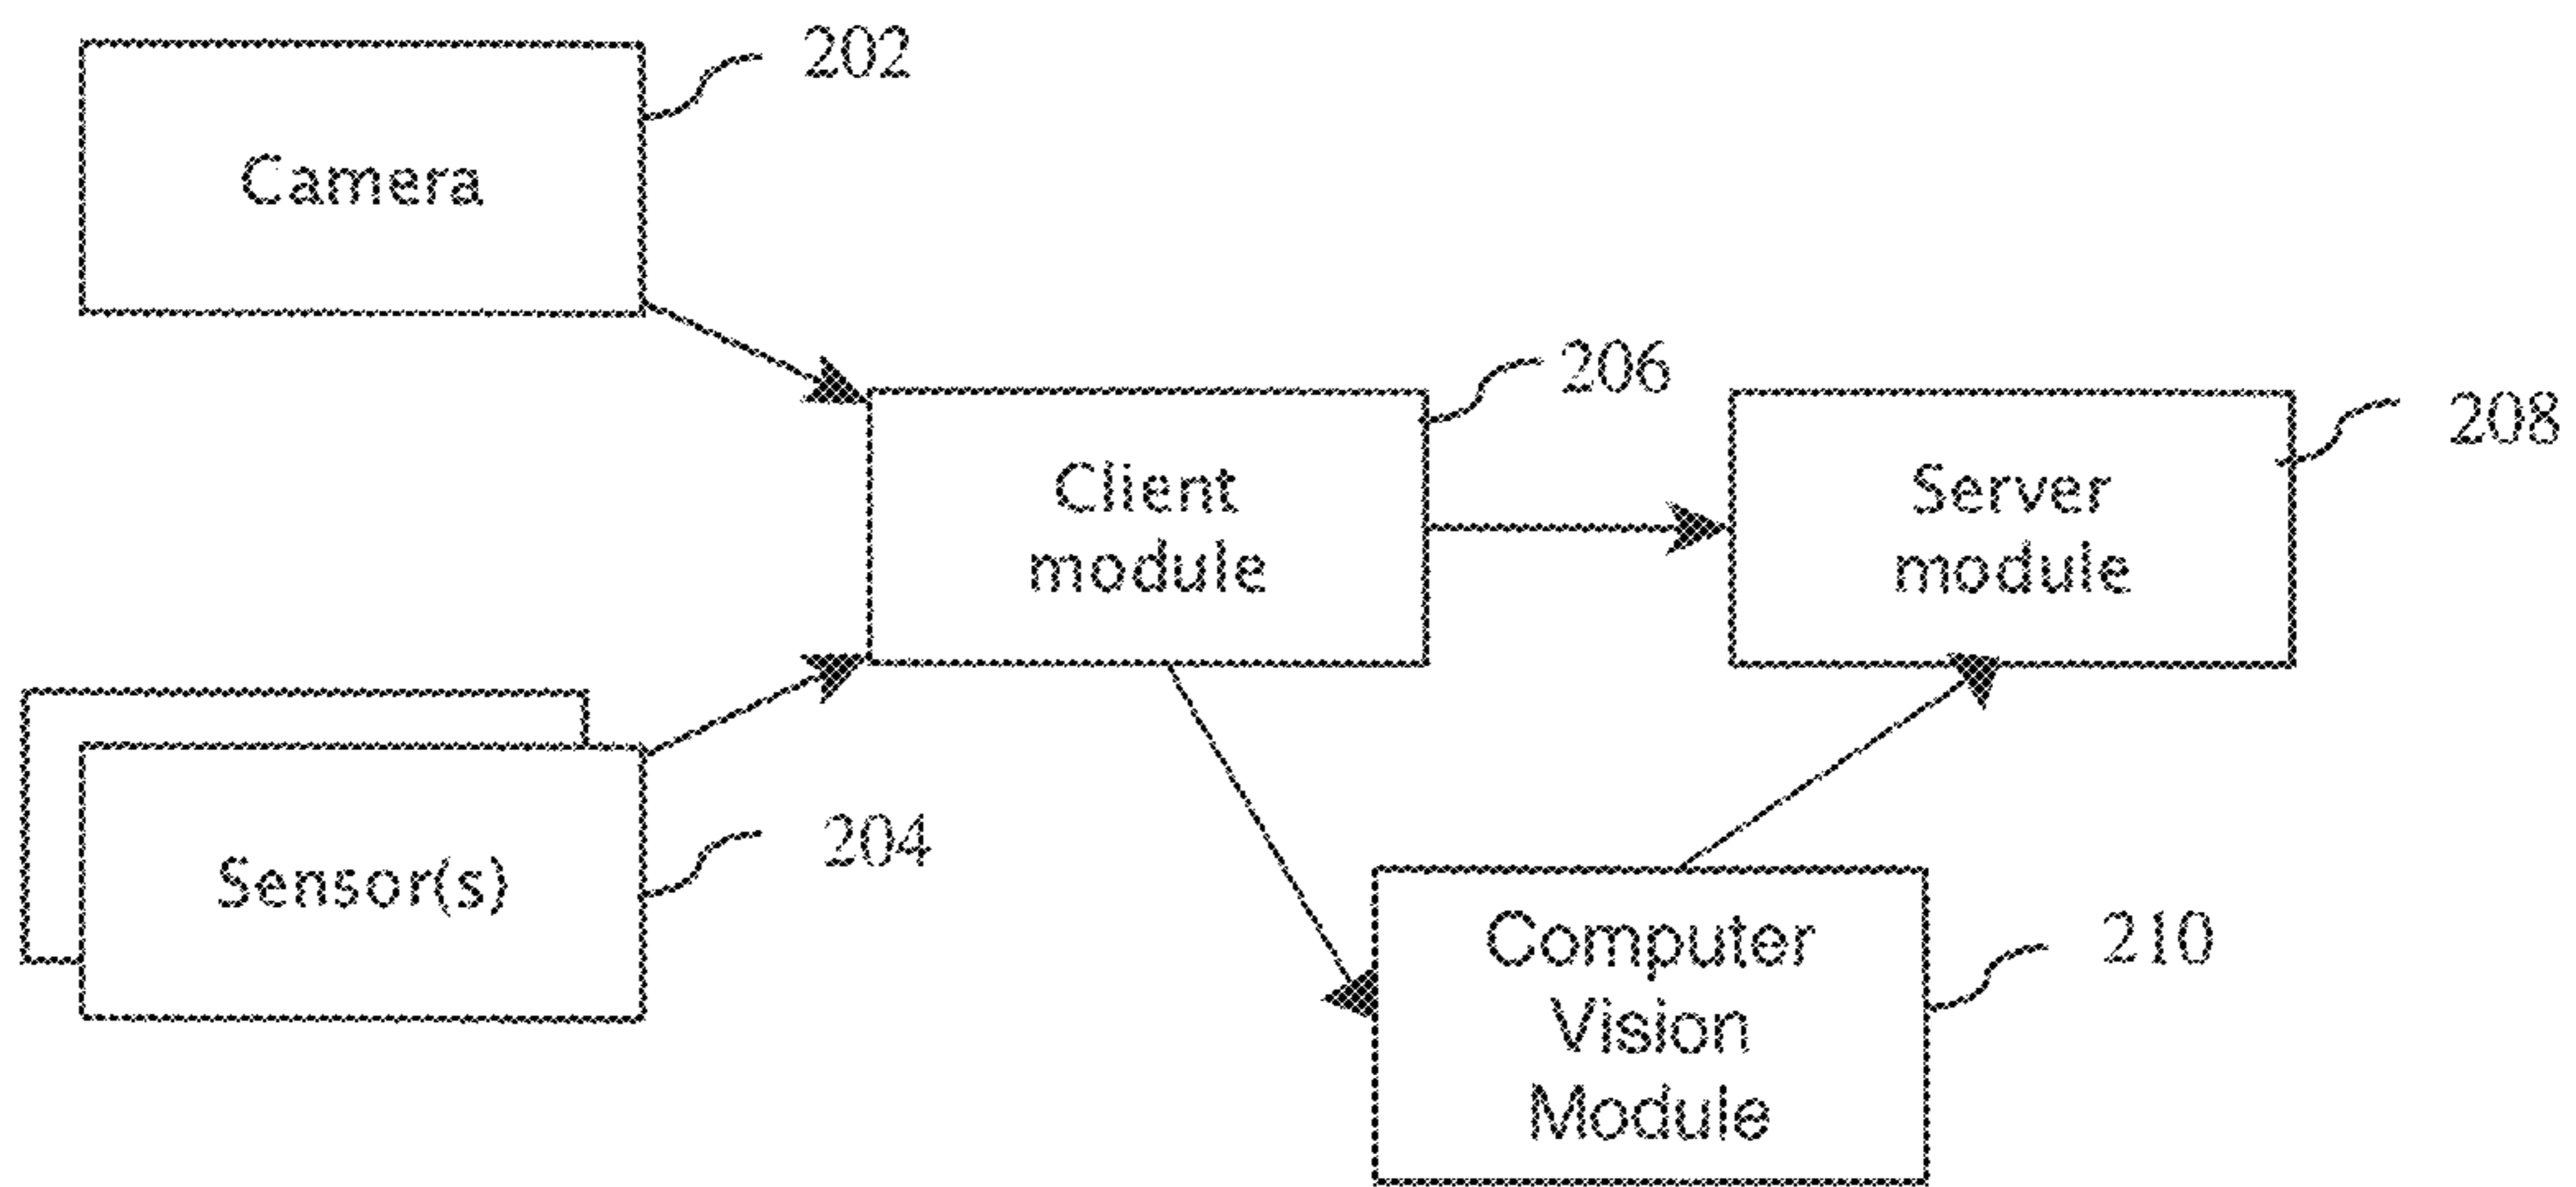 202
Camera
206
208
Client
module
Server
module
204
Sensor(s)
210
Computer
Vision
Module